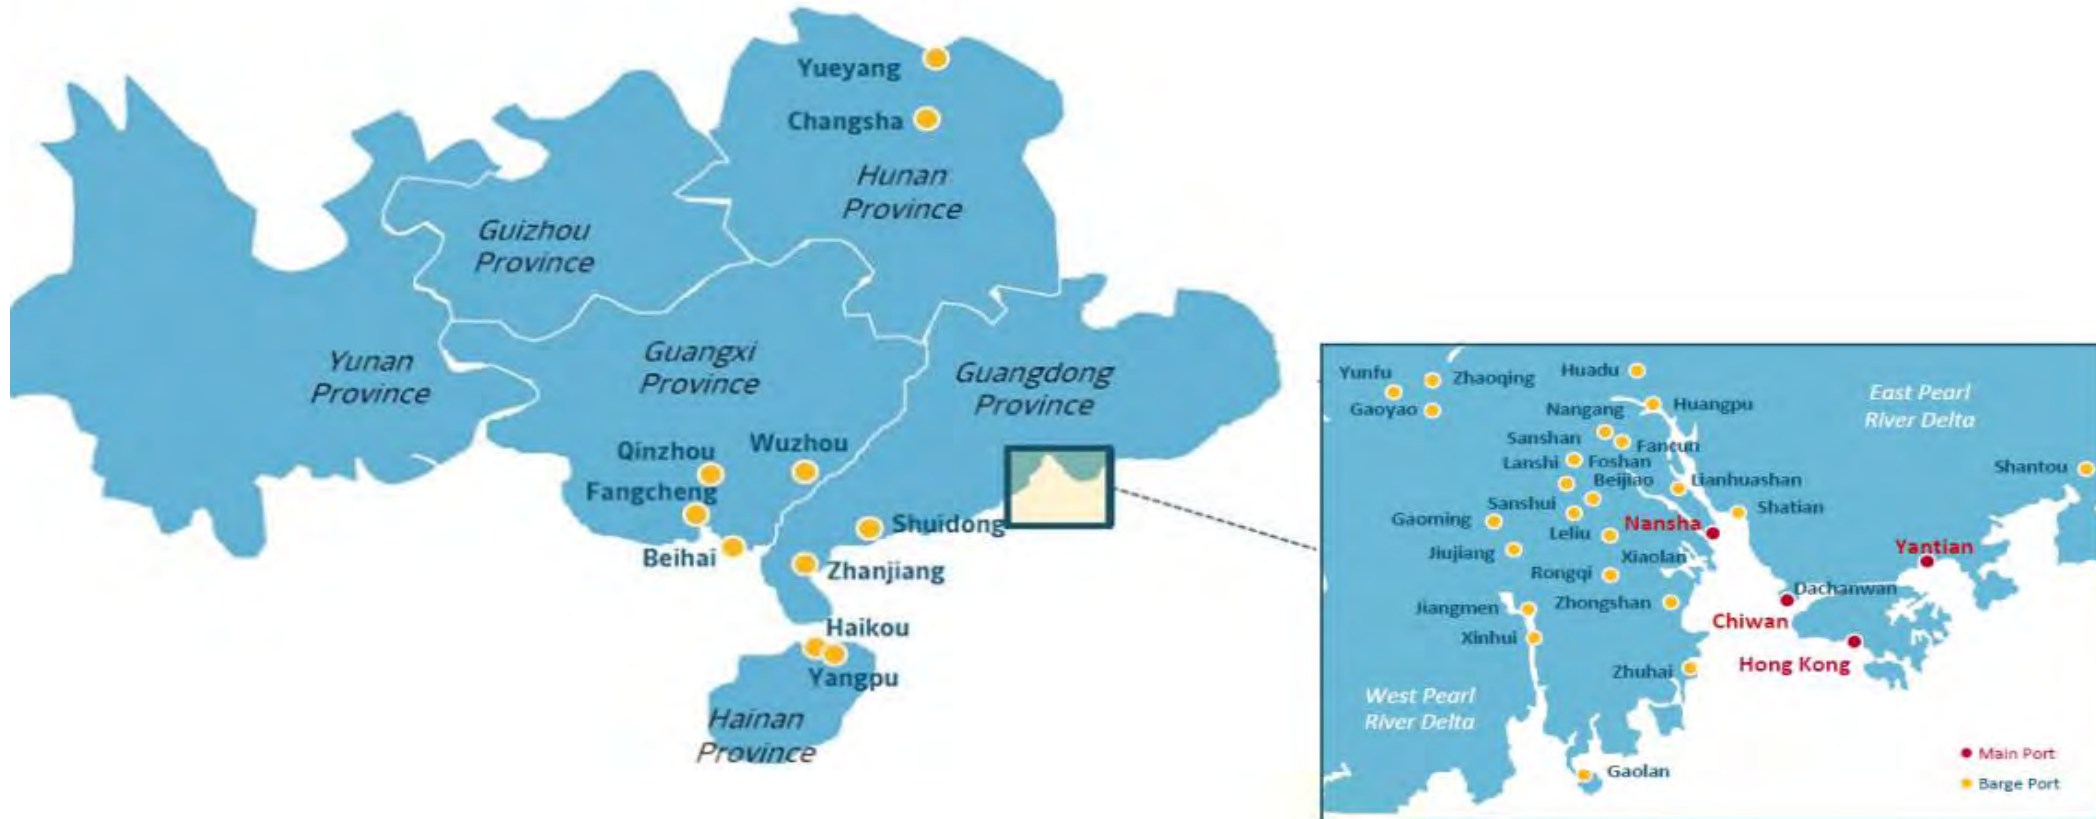 Yueyang
Changsha
Hunan
Province
Guizhou
Province
Yunan
Province
Guangxi
Province
Guangdong
Province
Qinzhou
Wuzhou
Fangcheng
Shuidong
Beihai
Zhanjiang
Haikou
Yangpu
Hainan
Province
Yunfu
Zhaoqing
Huadu
Gaoyao
Nangang
Huangpu
East Pearl
River Delta
Sanshan
Fancun
Lanshi
Foshan
Shantou
Beijiao
Lianhuashan
Sanshui
Shatian
Gaoming
Nansha
Leliu
Jiujiang
Xiaolan
Yantian
Rongqi
Dachanwan
Jiangmen
Zhongshan
Chiwan
Xinhui
Hong Kong
Zhuhai
West Pearl
River Delta
Gaolan
Main Port
Barge Port